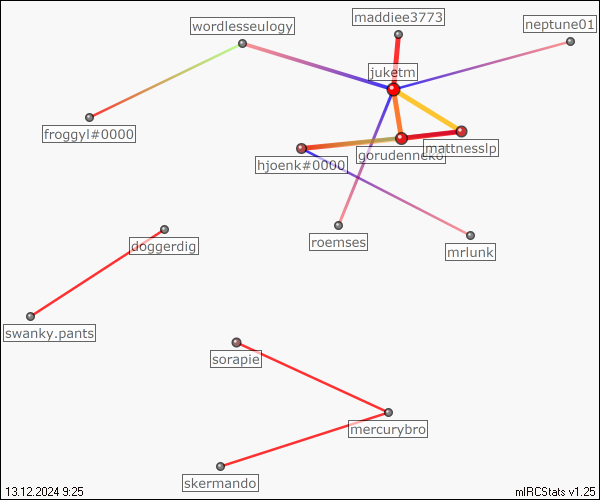 maddiee3773
wordlesseulogy
neptune01
juketm
froggyl#0000
gorudenneko
mattnesslp
hjoenk#0000
roemses
doggerdig
mrlunk
swanky.pants
sorapie
mercurybro
skermando
13.12.2024 9:25
mIRCStats v1.25